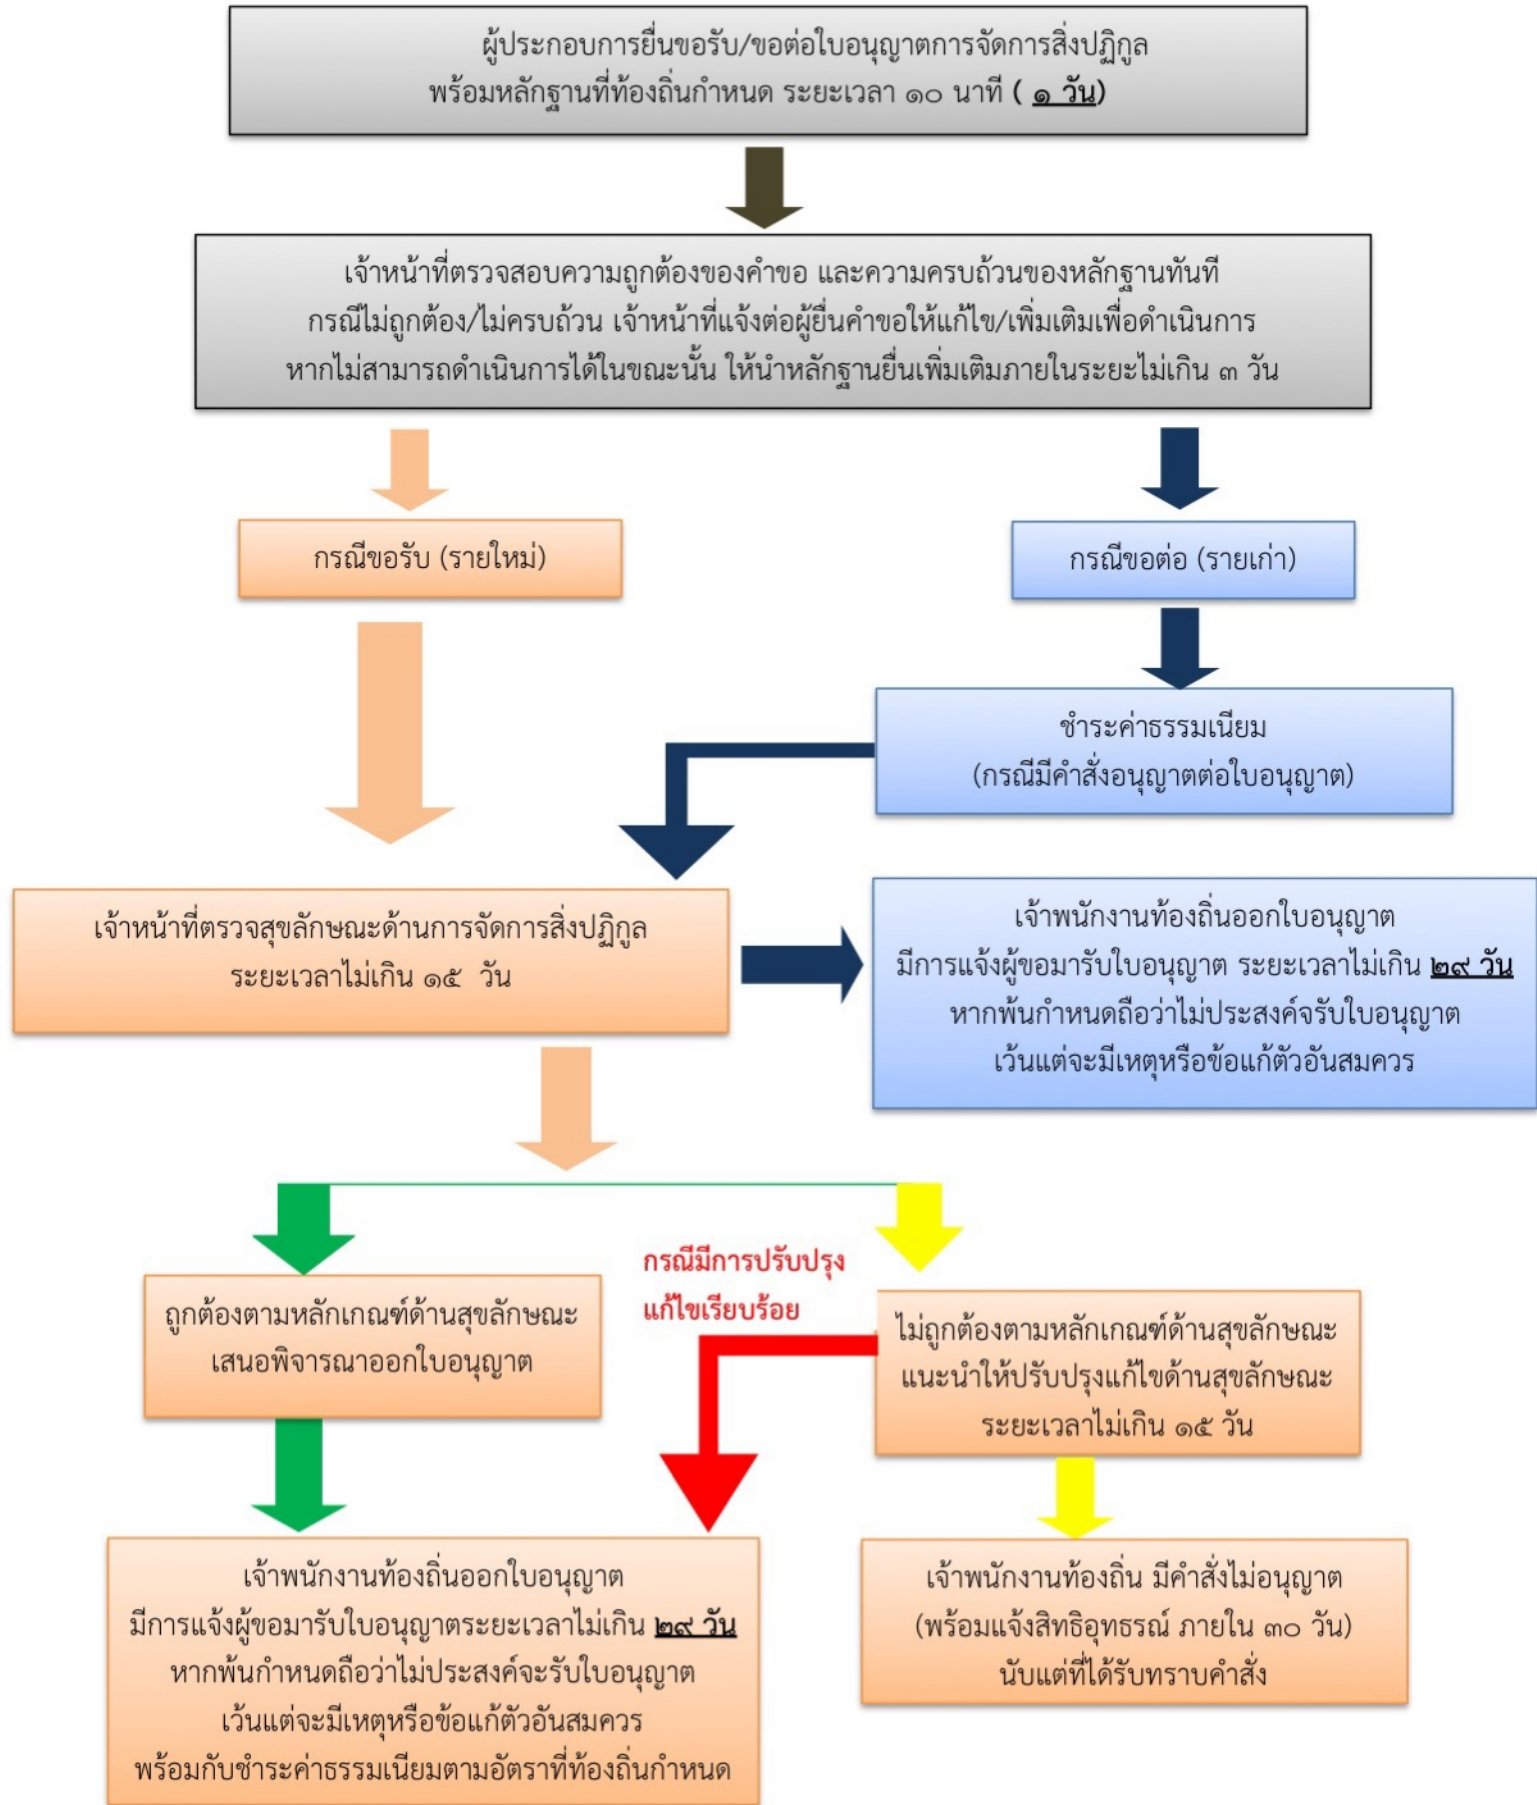 ผู้ประกอบการยื่นขอรับ/ขอต่อใบอนุญาตการจัดการสิ่งปฏิกูล
พร้อมหลักฐานที่ท้องถิ่นกำหนด ระยะเวลา ๑๐ นาที ( ๑ วัน)
เจ้าหน้าที่ตรวจสอบความถูกต้องของคำขอ และความครบถ้วนของหลักฐานทันที
กรณีไม่ถูกต้อง/ไม่ครบถ้วน เจ้าหน้าที่แจ้งต่อผู้ยื่นคำขอให้แก้ไข/เพิ่มเติมเพื่อดำเนินการ
หากไม่สามารถดำเนินการได้ในขณะนั้น ให้นำหลักฐานยื่นเพิ่มเติมภายในระยะไม่เกิน ๓ วัน
กรณีขอรับ (รายใหม่)
กรณีขอต่อ (รายเก่า)
ชำระค่าธรรมเนียม
(กรณีมีคำสั่งอนุญาตต่อใบอนุญาต)
เจ้าหน้าที่ตรวจสุขลักษณะด้านการจัดการสิ่งปฏิกูล
ระยะเวลาไม่เกิน ๑๕ วัน
เจ้าพนักงานท้องถิ่นออกใบอนุญาต
มีการแจ้งผู้ขอมารับใบอนุญาต ระยะเวลาไม่เกิน ๒๙ วัน
หากพ้นกำหนดถือว่าไม่ประสงค์จรับใบอนุญาต
เว้นแต่จะมีเหตุหรือข้อแก้ตัวอันสมควร
กรณีมีการปรับปรุง
แก้ไขเรียบร้อย
ถูกต้องตามหลักเกณฑ์ด้านสุขลักษณะ
เสนอพิจารณาออกใบอนุญาต
ไม่ถูกต้องตามหลักเกณฑ์ด้านสุขลักษณะ
แนะนำให้ปรับปรุงแก้ไขด้านสุขลักษณะ
ระยะเวลาไม่เกิน ๑๕ วัน
เจ้าพนักงานท้องถิ่นออกใบอนุญาต
มีการแจ้งผู้ขอมารับใบอนุญาตระยะเวลาไม่เกิน ๒๙ วัน
หากพ้นกำหนดถือว่าไม่ประสงค์จะรับใบอนุญาต
เว้นแต่จะมีเหตุหรือข้อแก้ตัวอันสมควร
พร้อมกับชำระค่าธรรมเนียมตามอัตราที่ท้องถิ่นกำหนด
เจ้าพนักงานท้องถิ่น มีคำสั่งไม่อนุญาต
(พร้อมแจ้งสิทธิอุทธรณ์ ภายใน ๓๐ วัน)
นับแต่ที่ได้รับทราบคำสั่ง